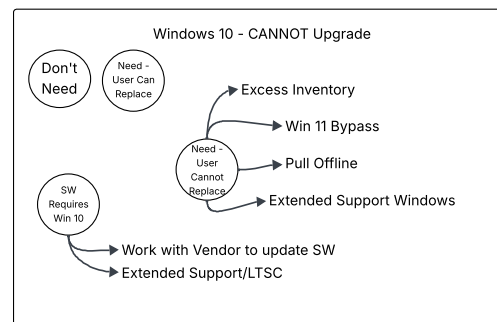 Windows 10 - CANNOT Upgrade
Don't
Need
Need -
User Can
Replace
Excess Inventory
Win 11 Bypass
Need -
User
Cannot
Replace
Pull Offline
Extended Support Windows
SW
Requires
Win 10
Work with Vendor to update SW
Extended Support/LTSC